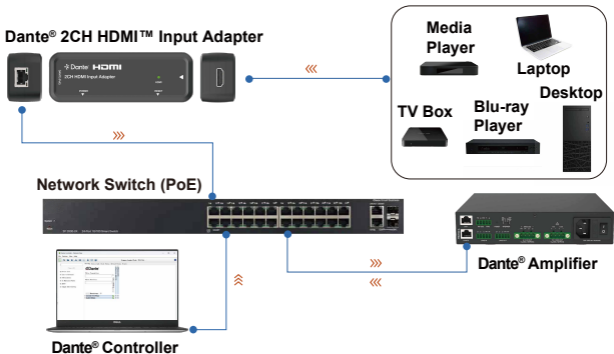 Dante® 2CH HDMI™ Input Adapter
Dante HDMI
2CH HDMI Input Adapter
Media
Player
Laptop
Desktop
TV Box
Blu-ray
Player
Network Switch (PoE)
Dante® Amplifier
Dante
Dante® Controller